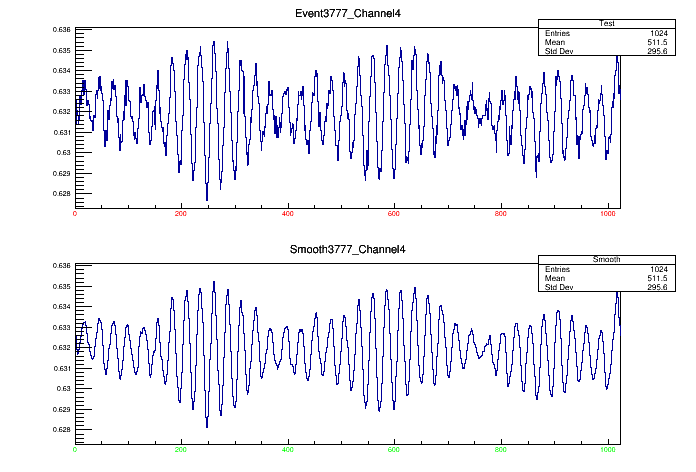 Event3777_Channel4
Test
Entries 1024
Mean 511.5
Std Dev 295.6
0.636
0.635
0.634
0.633
0.632
0.631
0.63
0.629
0.628
0 200 400 600 800 1000
Smooth3777_Channel4
Smooth
Entries 1024
Mean 511.5
Std Dev 295.6
0.636
0.635
0.634
0.633
0.632
0.631
0.63
0.629
0.628
0 200 400 600 800 1000